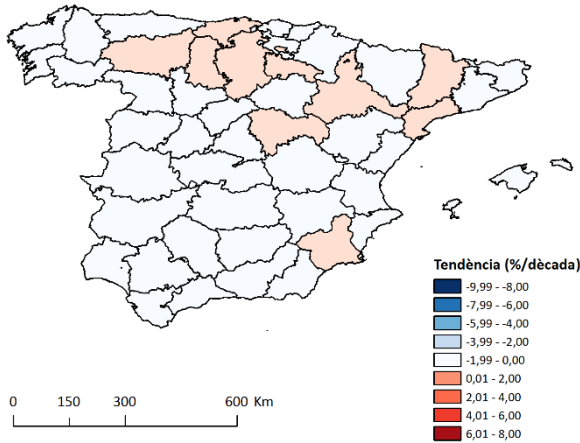 Tendència (%/dècada)
-9,99 - -8,00
-7,99 - -6,00
-5,99 - -4,00
-3,99 - -2,00
-1,99 - 0,00
0,01 - 2,00
2,01 - 4,00
4,01 - 6,00
6,01 - 8,00
0 150 300 600 Km